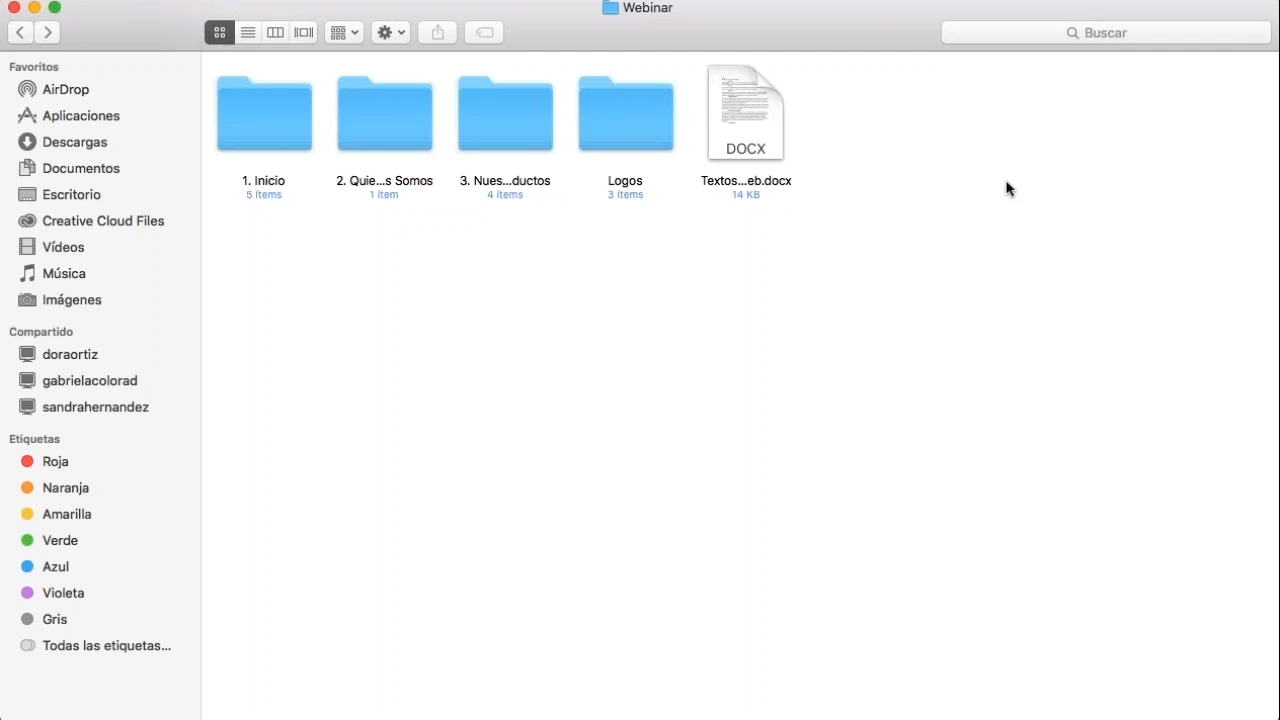 Webinar
Buscar
Favoritos
AirDrop
Aplicaciones
Descargas
Documentos
Escritorio
Creative Cloud Files
Vídeos
Música
Imágenes
Compartido
doraortiz
gabrielacolorad
sandrahernandez
Etiquetas
Roja
Naranja
Amarilla
Verde
Azul
Violeta
Gris
Todas las etiquetas...
DOCX
1. Inicio
5 ítems
2. Quie...s Somos
1 ítem
3. Nues...ductos
4 ítems
Logos
3 ítems
Textos...eb.docx
14 KB